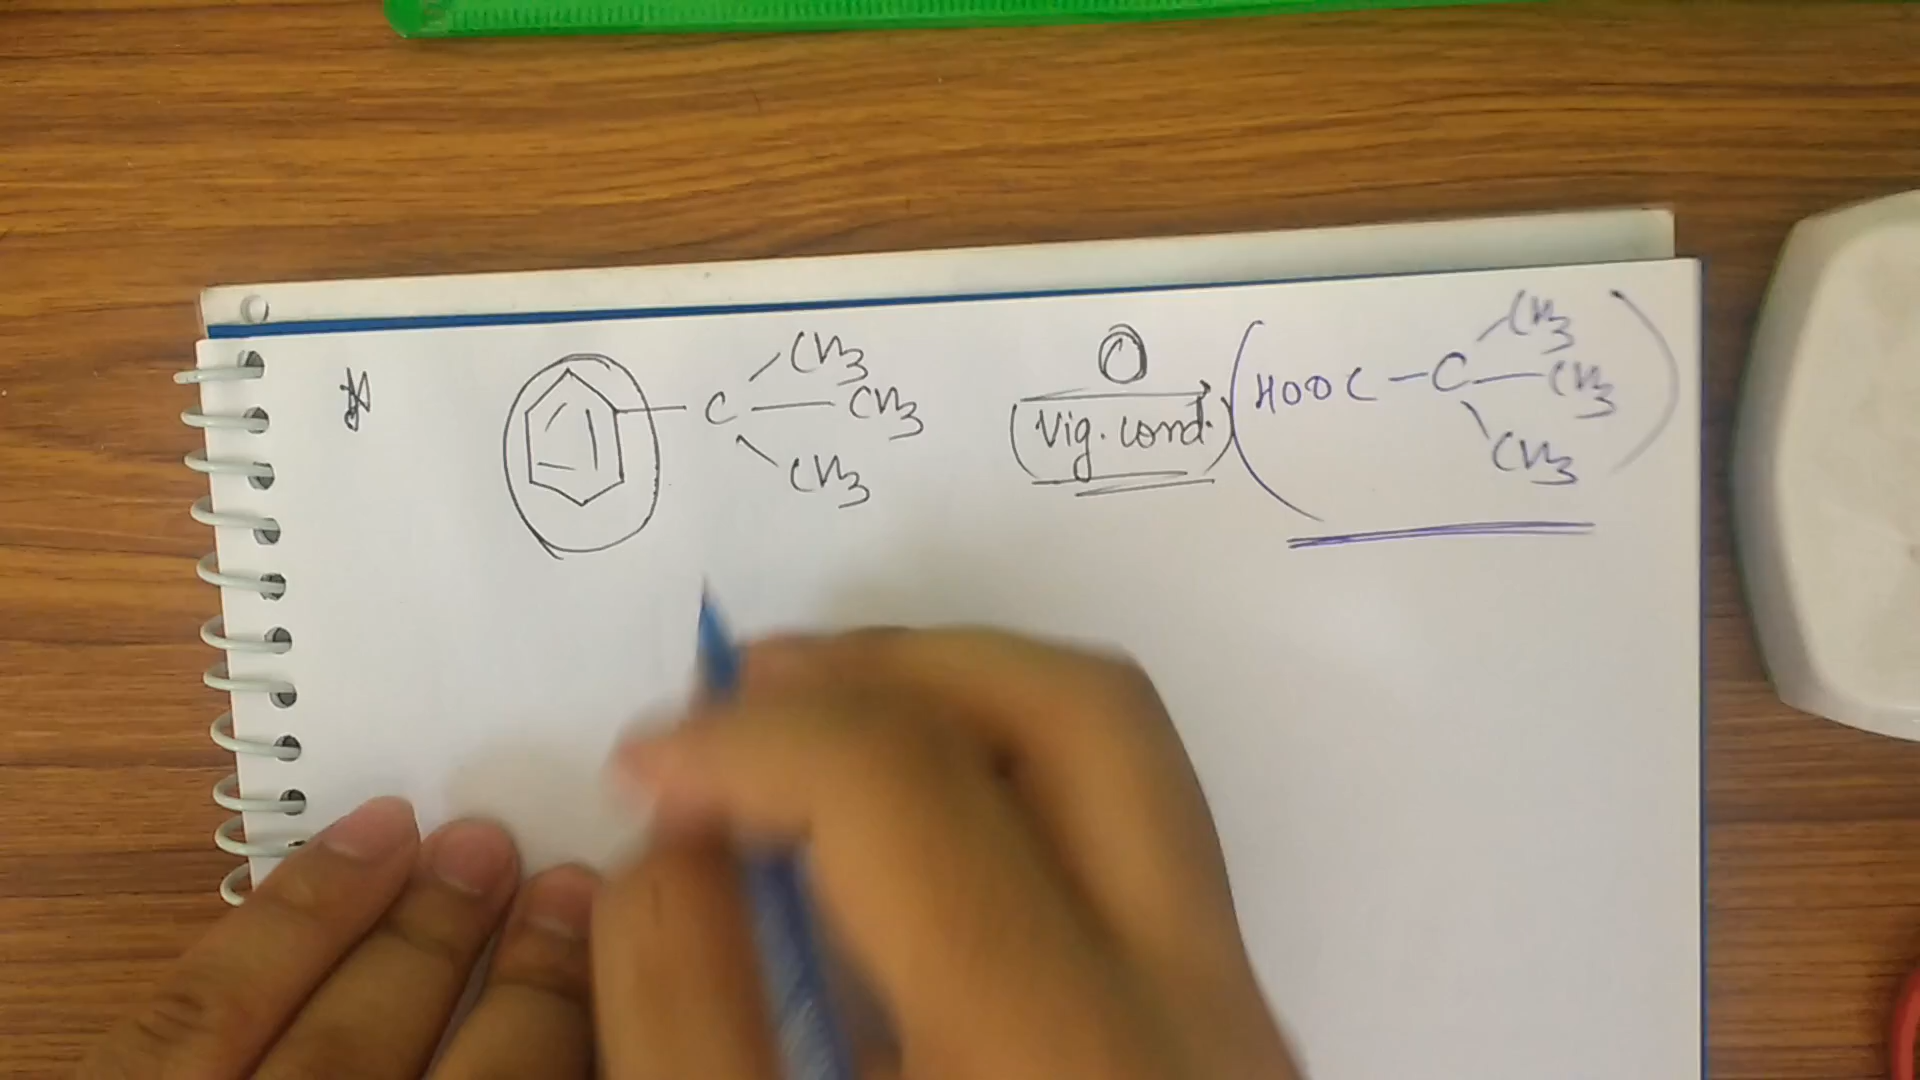 C CH3 CH3 CH3
O
(Vig. cond.)
(HOOC - C CH3 - CH3 CH3)